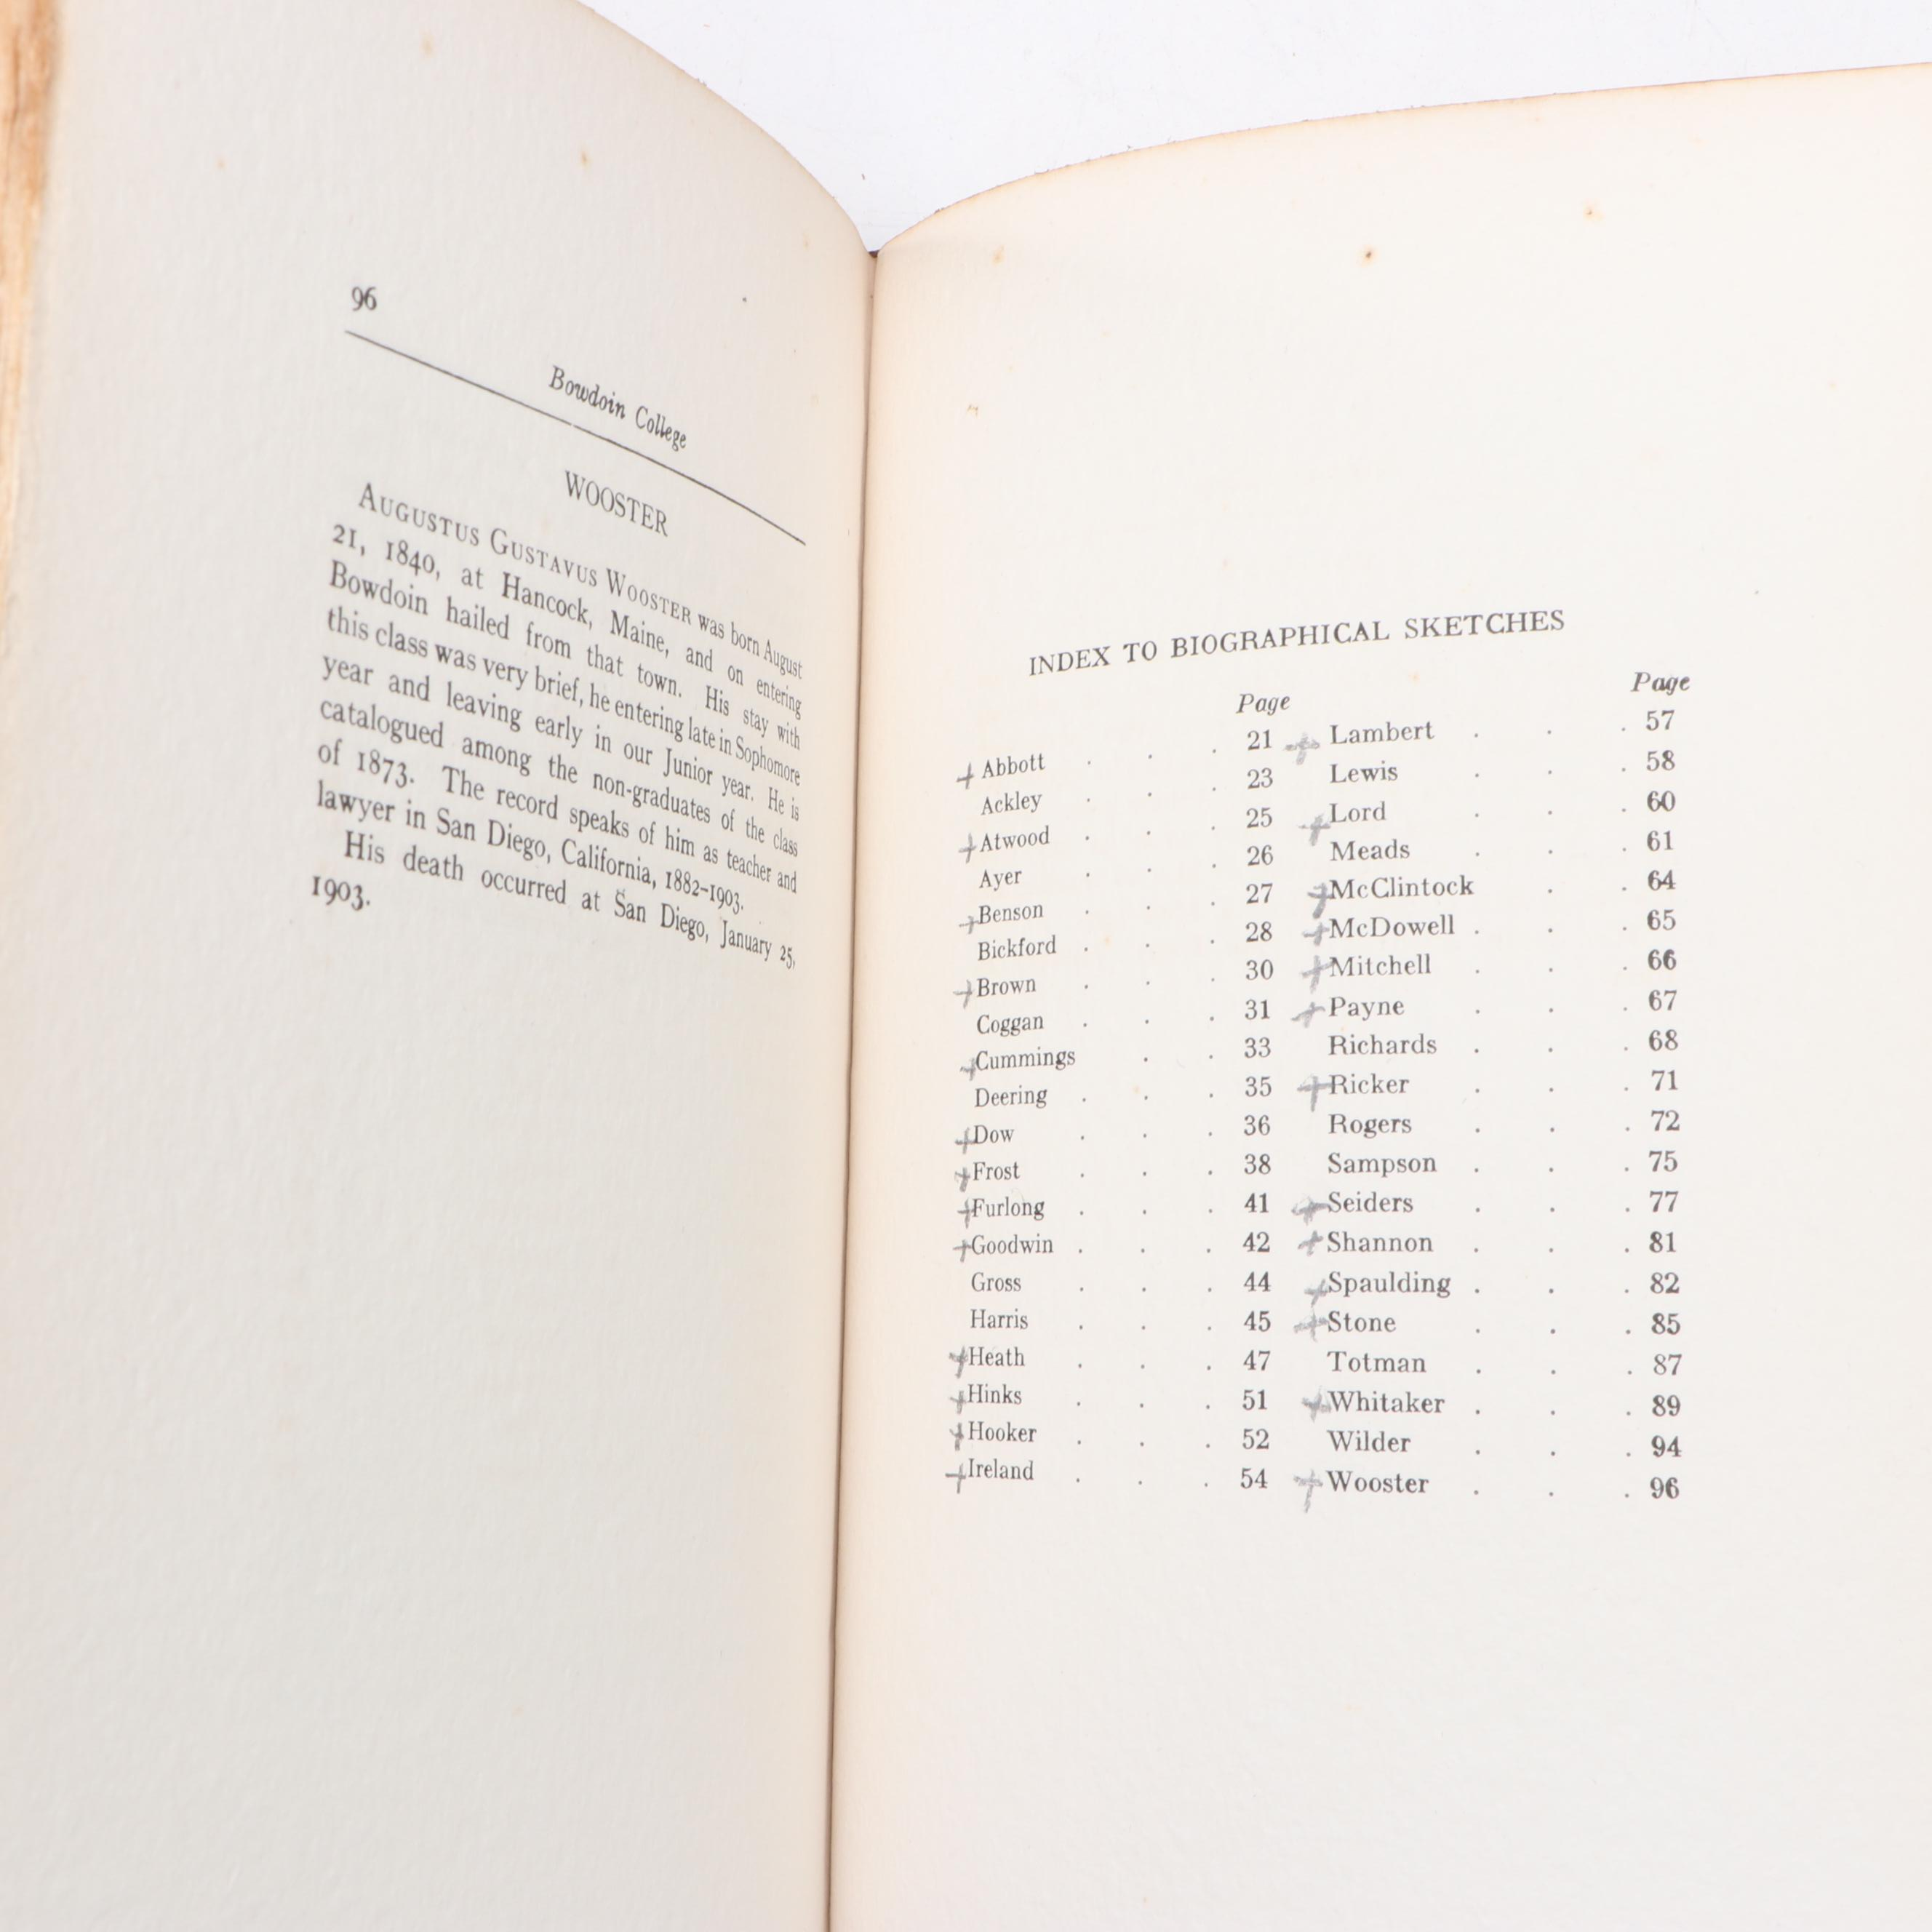 96
Bowdoin College
WOOSTER
AUGUSTUS GUSTAVUS WOOSTER was born August
21, 1840, at Hancock, Maine, and on entering
Bowdoin hailed from that town. His stay with
this class was very brief, he entering late in Sophomore
year and leaving early in our Junior year. He is
catalogued among the non-graduates of the class
of 1873. The record speaks of him as teacher and
lawyer in San Diego, California, 1882-1903.
His death occurred at San Diego, January 25,
1903.
INDEX TO BIOGRAPHICAL SKETCHES
Page
+ Abbott . . . 21
Ackley . . . 23
+ Atwood . . . 25
Ayer . . . 26
+ Benson . . . 27
Bickford . . . 28
+ Brown . . . 30
Coggan . . . 31
+ Cummings . . 33
Deering . . . 35
+ Dow . . . 36
+ Frost . . . 38
+ Furlong . . . 41
+ Goodwin . . . 42
Gross . . . 44
Harris . . . 45
+ Heath . . . 47
+ Hinks . . . 51
+ Hooker . . . 52
+ Ireland . . . 54
Page
+ Lambert . . . 57
Lewis . . . 58
+ Lord . . . 60
Meads . . . 61
+ McClintock . . 64
+ McDowell . . . 65
+ Mitchell . . . 66
+ Payne . . . 67
Richards . . . 68
+ Ricker . . . 71
Rogers . . . 72
Sampson . . . 75
+ Seiders . . . 77
+ Shannon . . . 81
+ Spaulding . . . 82
+ Stone . . . 85
Totman . . . 87
+ Whitaker . . . 89
Wilder . . . 94
+ Wooster . . . 96